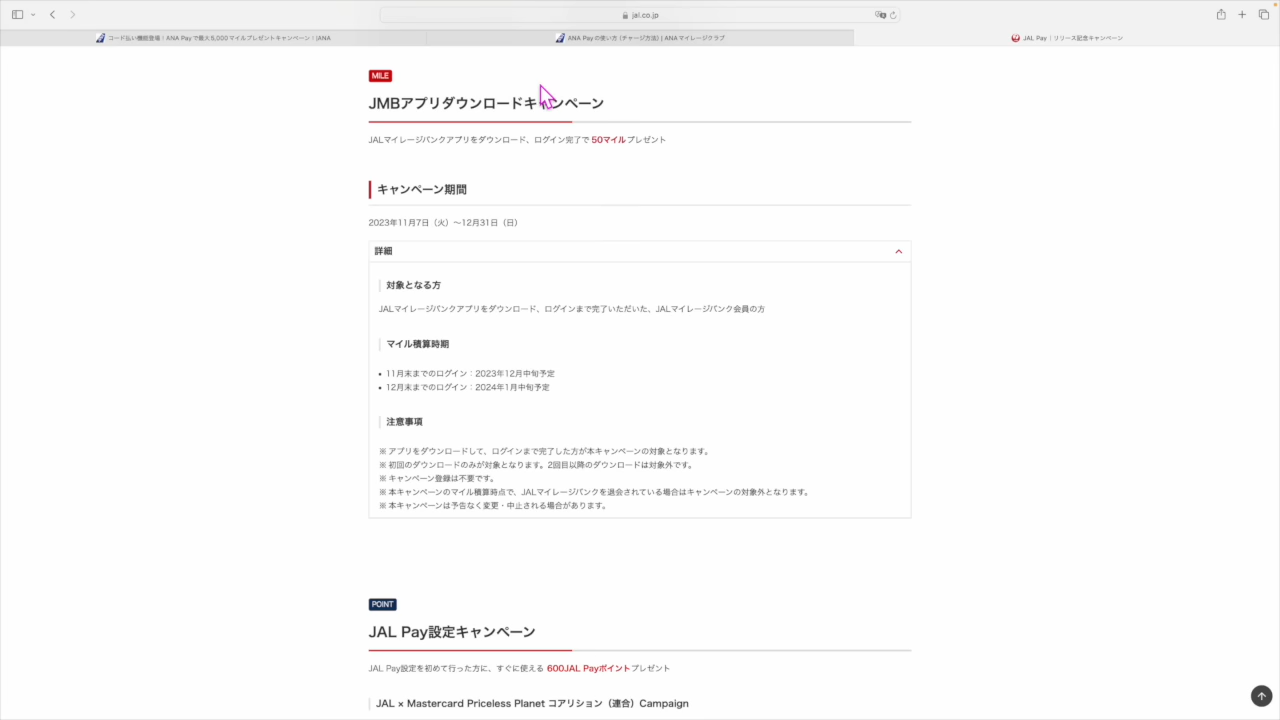 jal.co.jp
コード払い機能登場！ANA Payで最大5,000マイルプレゼントキャンペーン！|ANA
ANA Payの使い方（チャージ方法）| ANAマイレージクラブ
JAL Pay｜リリース記念キャンペーン
MILE
JMBアプリダウンロードキャンペーン
JALマイレージバンクアプリをダウンロード、ログイン完了で 50マイルプレゼント
キャンペーン期間
2023年11月7日（火）～12月31日（日）
詳細
対象となる方
JALマイレージバンクアプリをダウンロード、ログインまで完了いただいた、JALマイレージバンク会員の方
マイル積算時期
• 11月末までのログイン：2023年12月中旬予定
• 12月末までのログイン：2024年1月中旬予定
注意事項
※ アプリをダウンロードして、ログインまで完了した方が本キャンペーンの対象となります。
※ 初回のダウンロードのみが対象となります。2回目以降のダウンロードは対象外です。
※ キャンペーン登録は不要です。
※ 本キャンペーンのマイル積算時点で、JALマイレージバンクを退会されている場合はキャンペーンの対象外となります。
※ 本キャンペーンは予告なく変更・中止される場合があります。
POINT
JAL Pay設定キャンペーン
JAL Pay設定を初めて行った方に、すぐに使える 600JAL Payポイントプレゼント
JAL × Mastercard Priceless Planet コアリション（連合）Campaign